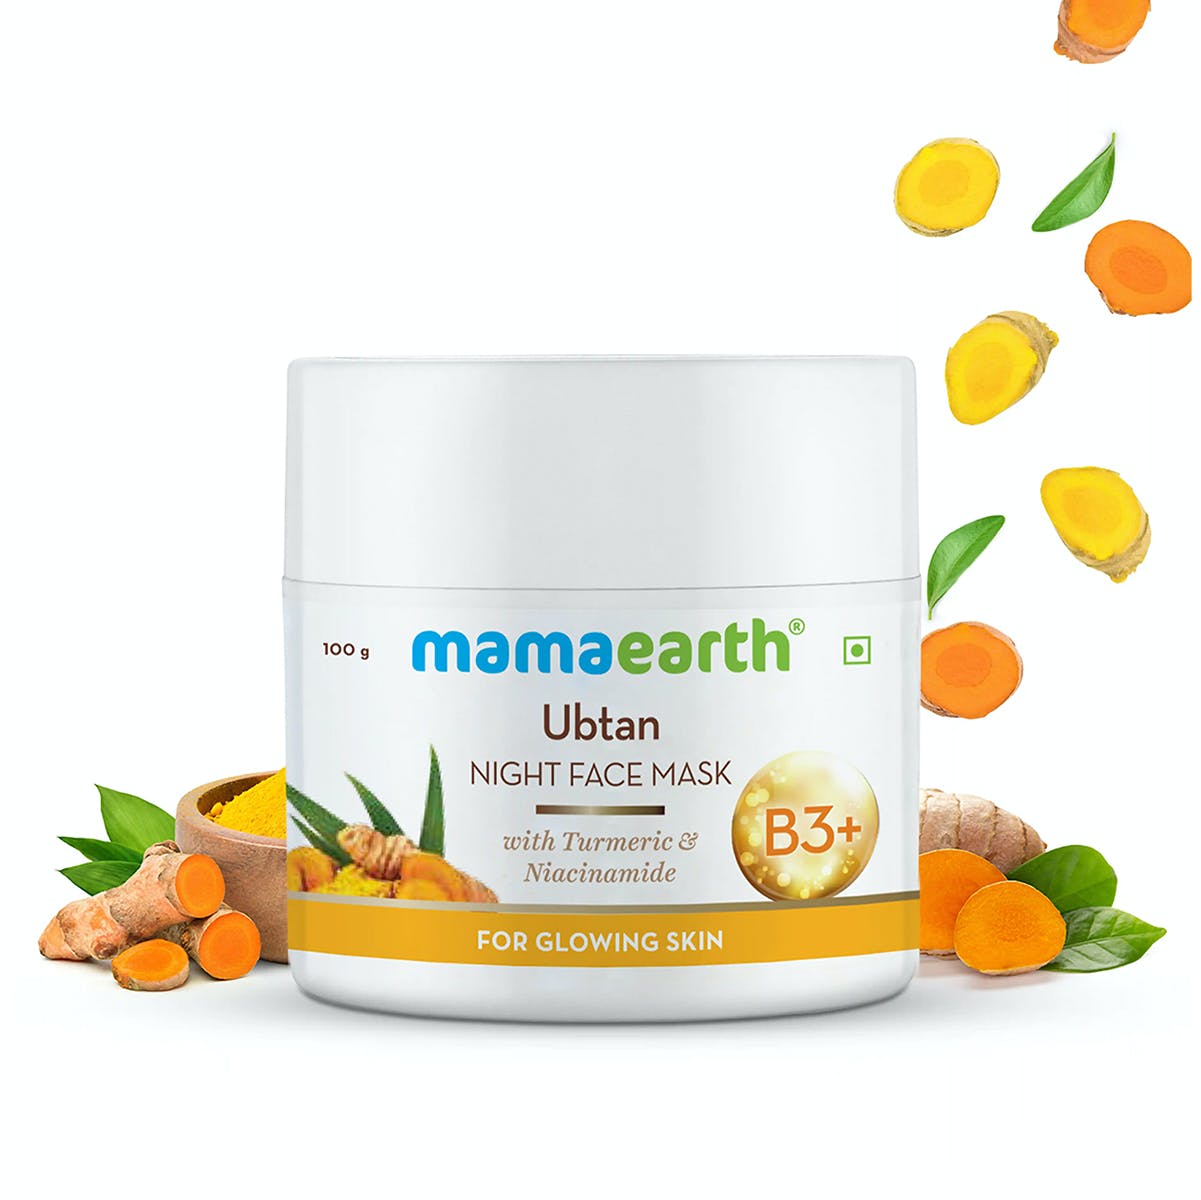 100 g
mamaearth®
Ubtan
NIGHT FACE MASK
with Turmeric &
Niacinamide
B3+
FOR GLOWING SKIN